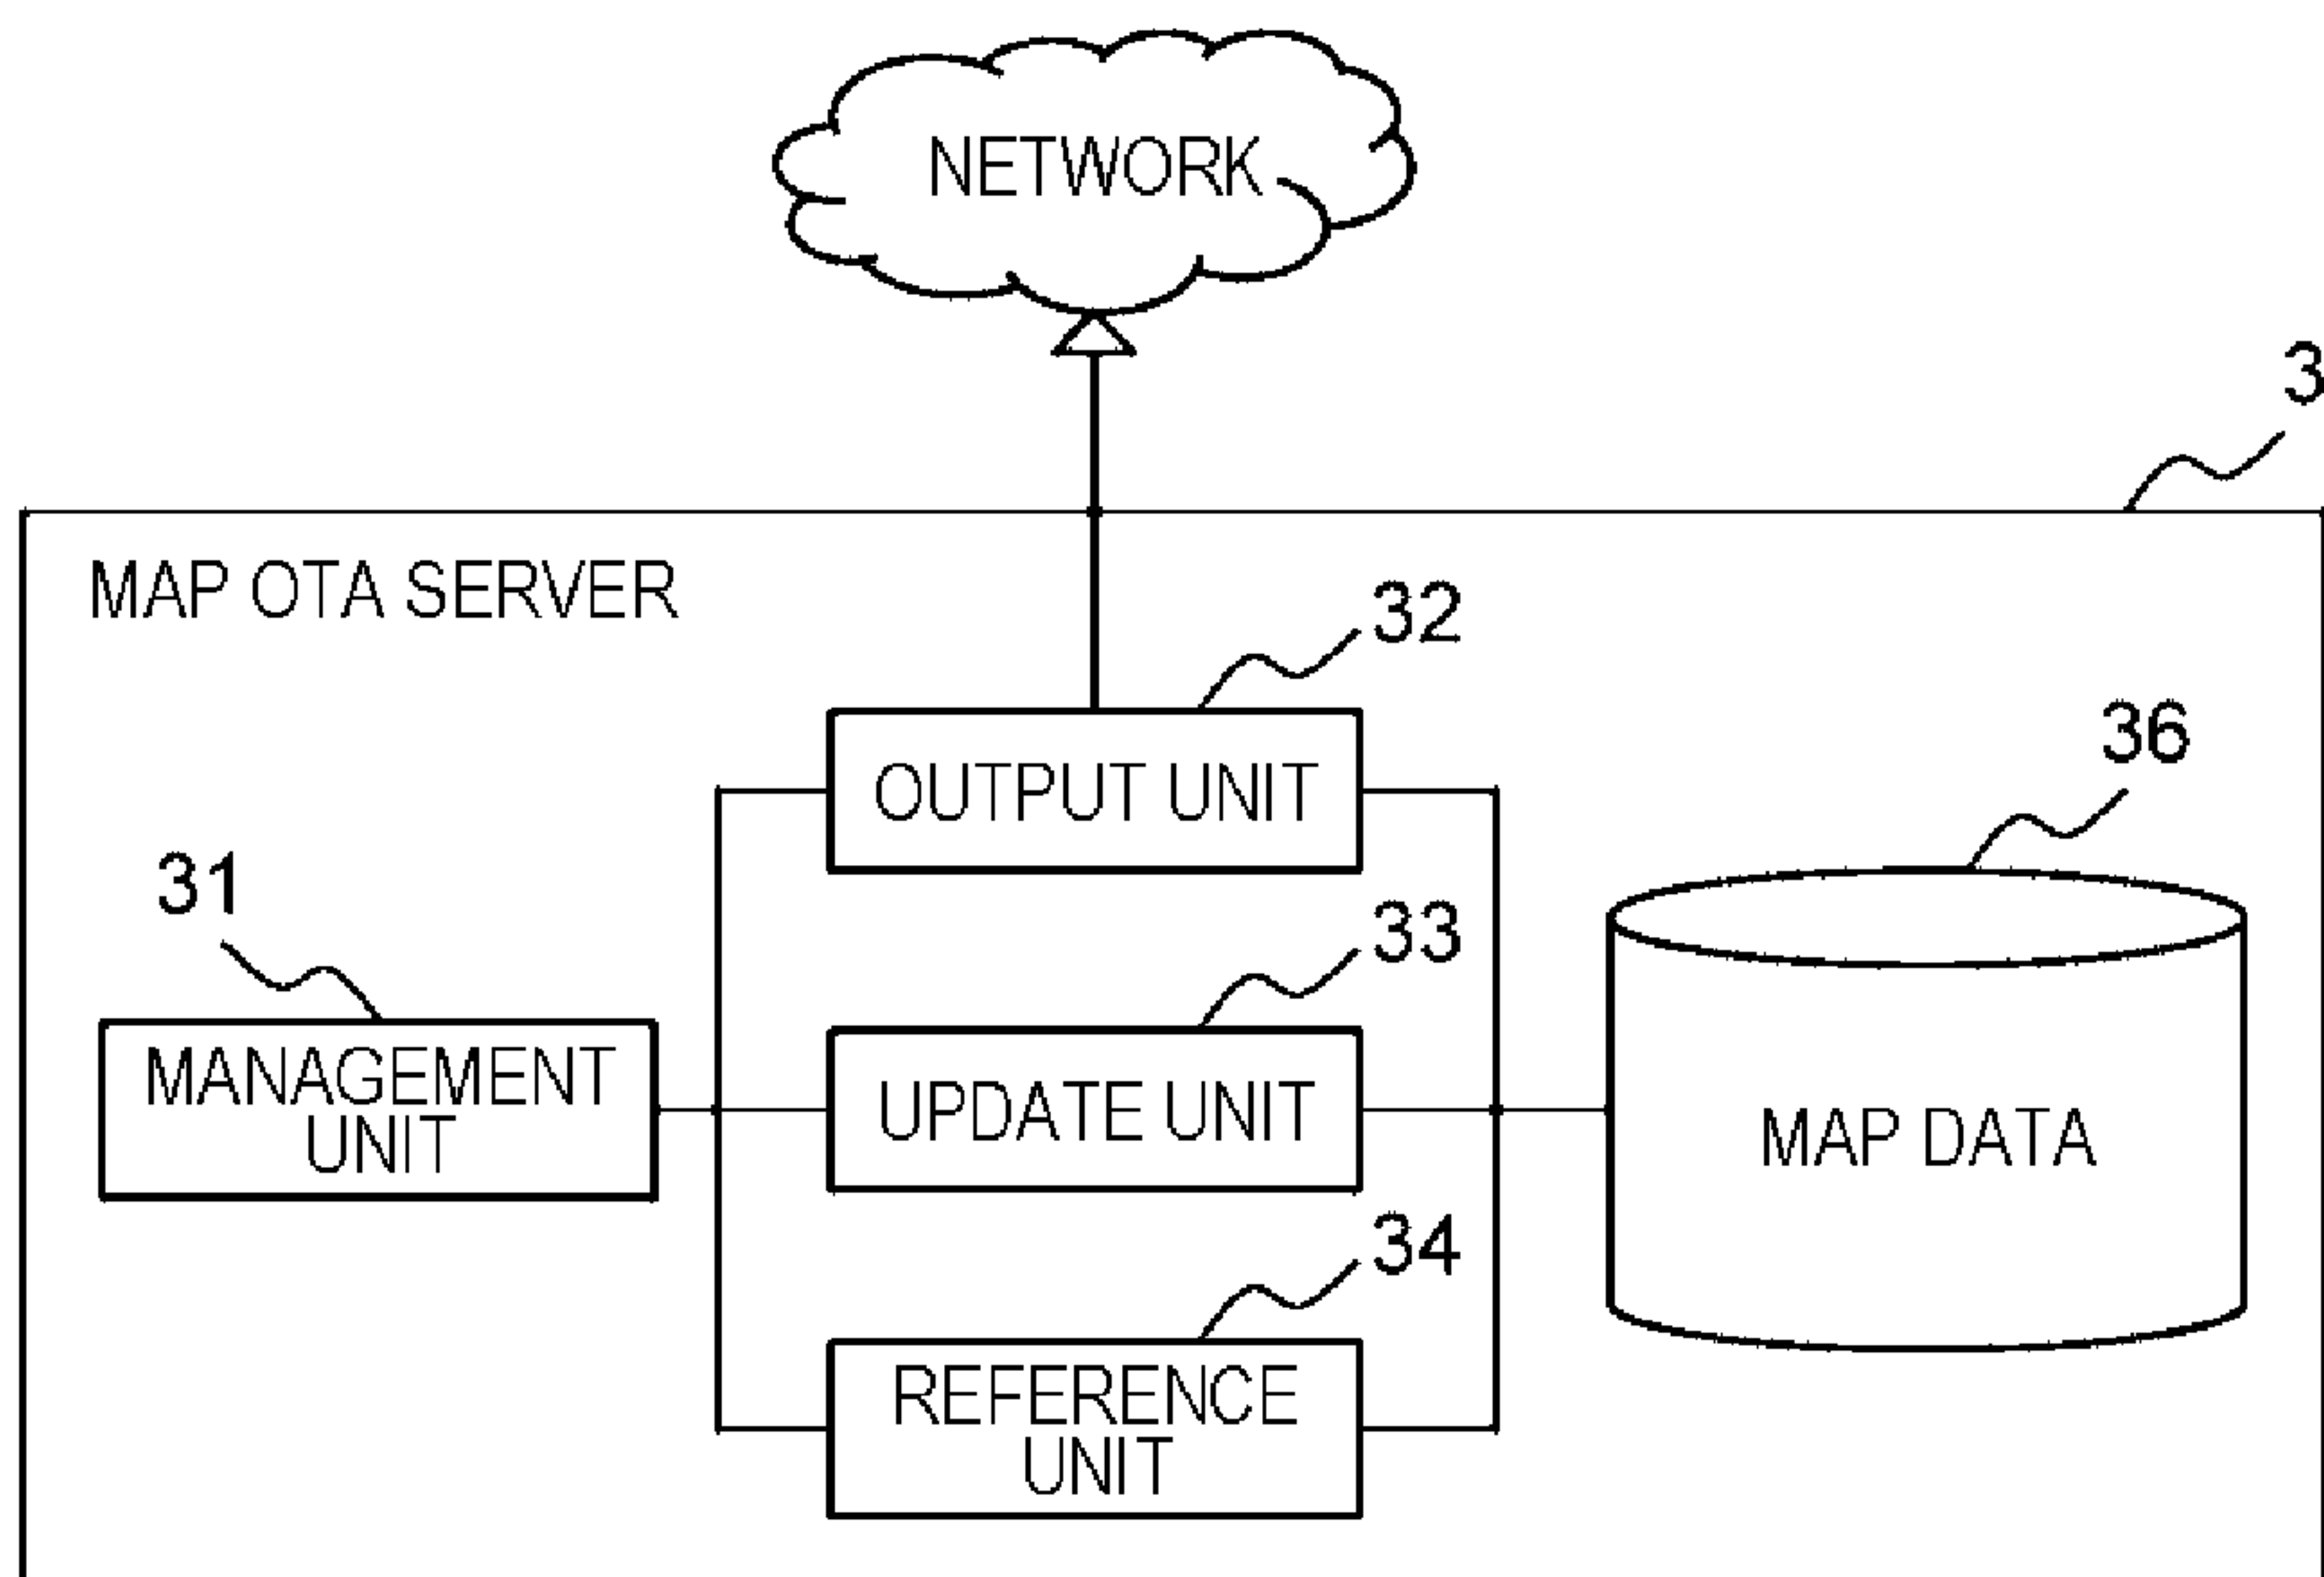 NETWORK
3
MAP OTA SERVER
32
OUTPUT UNIT
36
31
33
MANAGEMENT
UNIT
UPDATE UNIT
MAP DATA
34
REFERENCE
UNIT